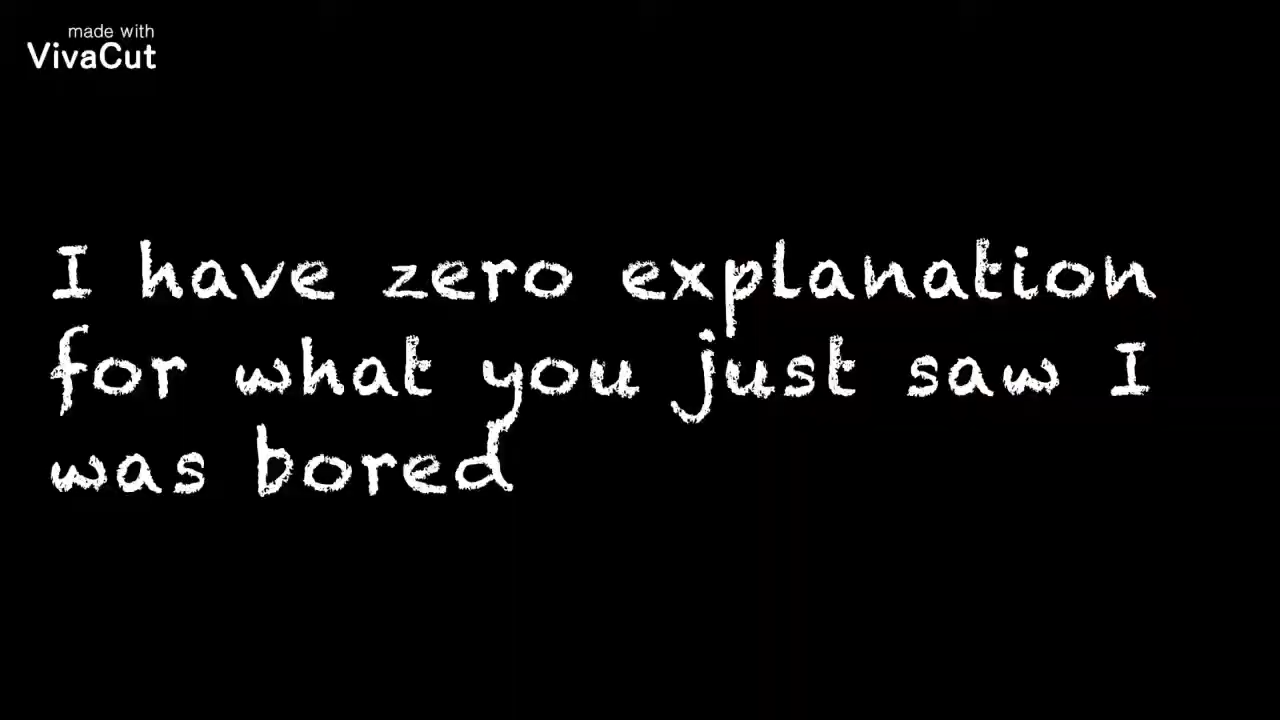 made with
VivaCut
I have zero explanation
for what you just saw I
was bored